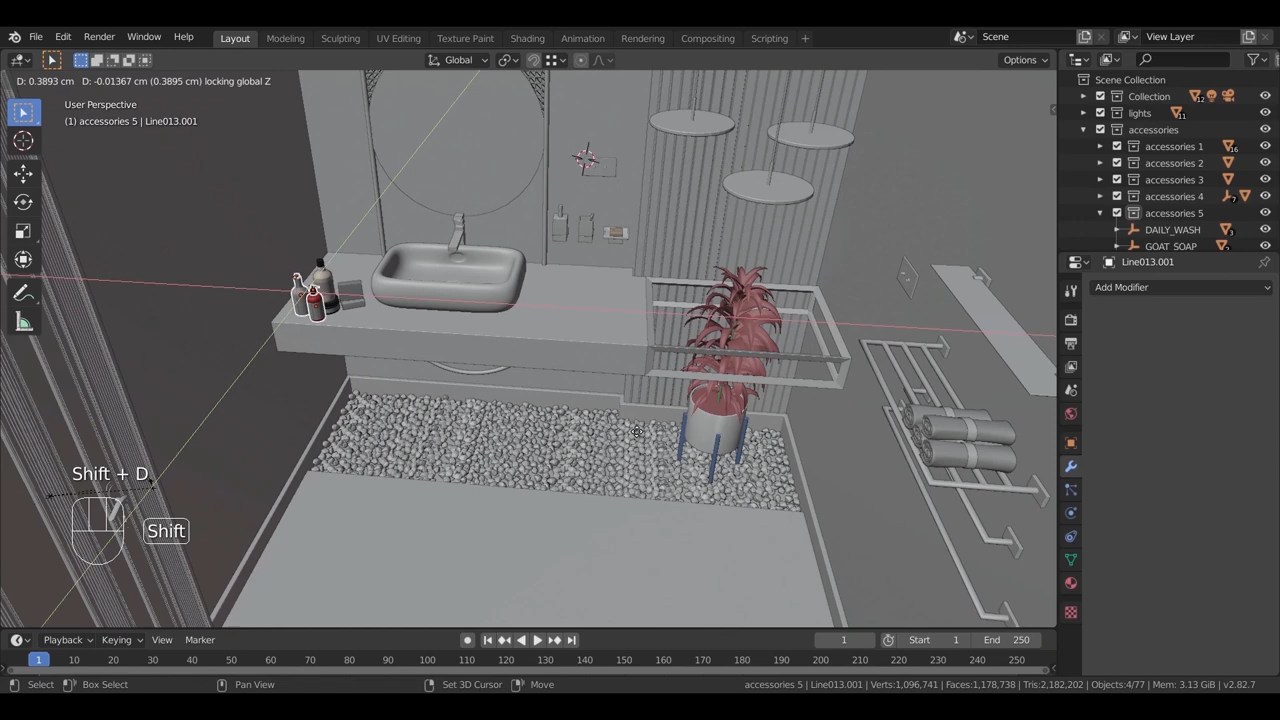 File Edit Render Window Help Layout Modeling Sculpting UV Editing Texture Paint Shading Animation Rendering Compositing Scripting + Scene View Layer
Global Options
D: 0.3893 cm D: -0.01367 cm (0.3895 cm) locking global Z
Scene Collection
User Perspective
Collection 12
(1) accessories 5 | Line013.001
lights 11
accessories
accessories 1 16
accessories 2
accessories 3
accessories 4 7
accessories 5
DAILY_WASH 3
GOAT SOAP 2
Line013.001
Add Modifier
Shift + D
Shift
Playback Keying View Marker 1 Start 1 End 250
1 10 20 30 40 50 60 70 80 90 100 110 120 130 140 150 160 170 180 190 200 210 220 230 240 250
Select Box Select Pan View Set 3D Cursor Move accessories 5 | Line013.001 | Verts:1,096,741 | Faces:1,178,738 | Tris:2,182,202 | Objects:4/77 | Mem: 3.13 GiB | v2.82.7